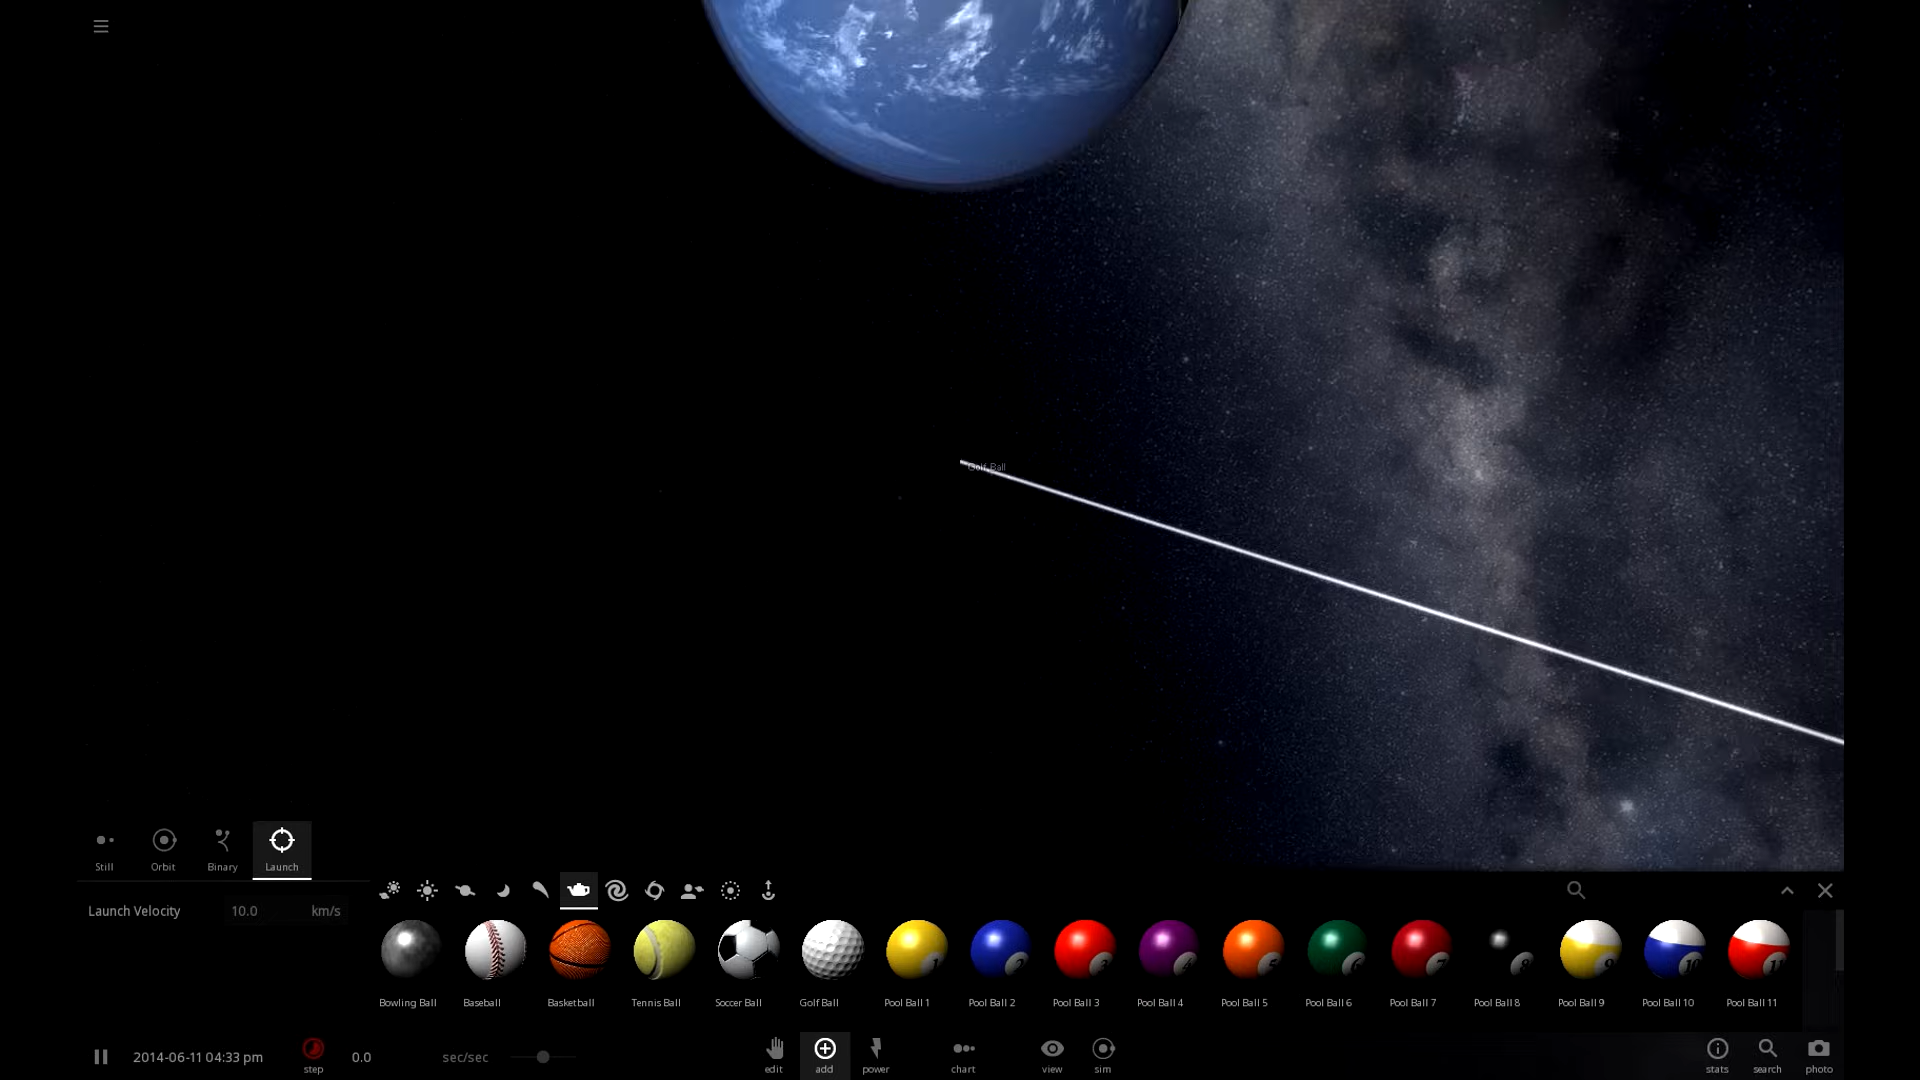 Golf Ball
Still Orbit Binary Launch
Launch Velocity 10.0 km/s
Bowling Ball Baseball Basketball Tennis Ball Soccer Ball Golf Ball Pool Ball 1 Pool Ball 2 Pool Ball 3 Pool Ball 4 Pool Ball 5 Pool Ball 6 Pool Ball 7 Pool Ball 8 Pool Ball 9 Pool Ball 10 Pool Ball 11
2014-06-11 04:33 pm step 0.0 sec/sec edit add power chart view sim stats search photo